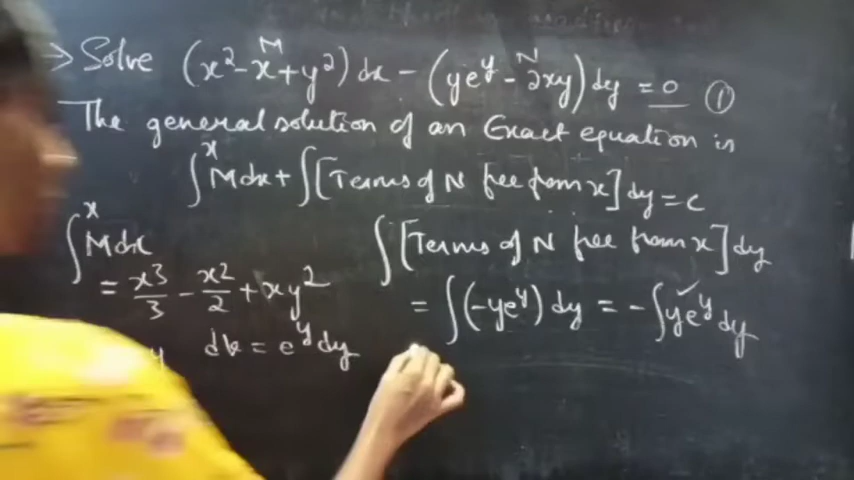 → Solve (x² - x + y²) dx - (ye^y - 2xy) dy = 0 ①
M N
The general solution of an Exact equation is
∫^x Mdx + ∫[Terms of N free from x] dy = c
∫^x Mdx
= x³/3 - x²/2 + xy²
∫[Terms of N free from x] dy
= ∫(-ye^y) dy = -∫ye^y dy
y dv = e^y dy